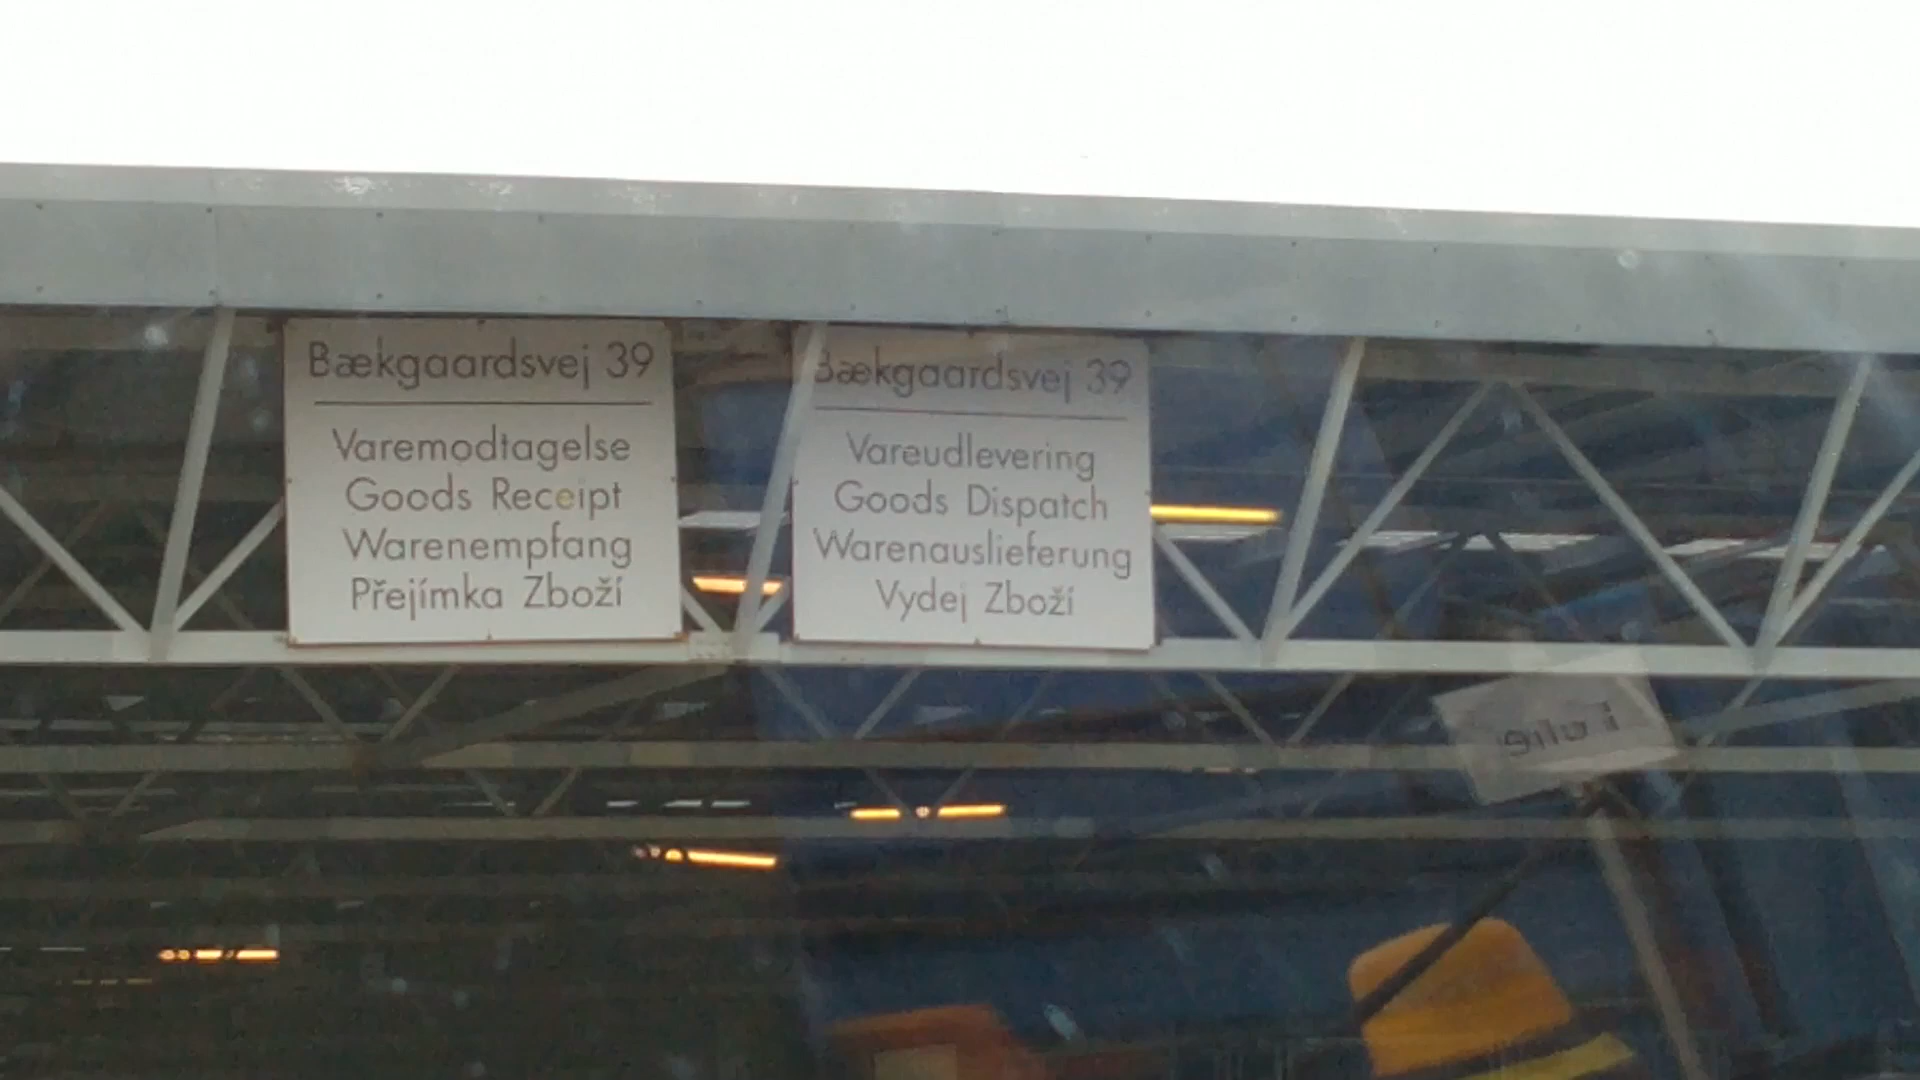 Bækgaardsvej 39
Varemodtagelse
Goods Receipt
Warenempfang
Přejímka Zboží
Bækgaardsvej 39
Vareudlevering
Goods Dispatch
Warenauslieferung
Vydej Zboží